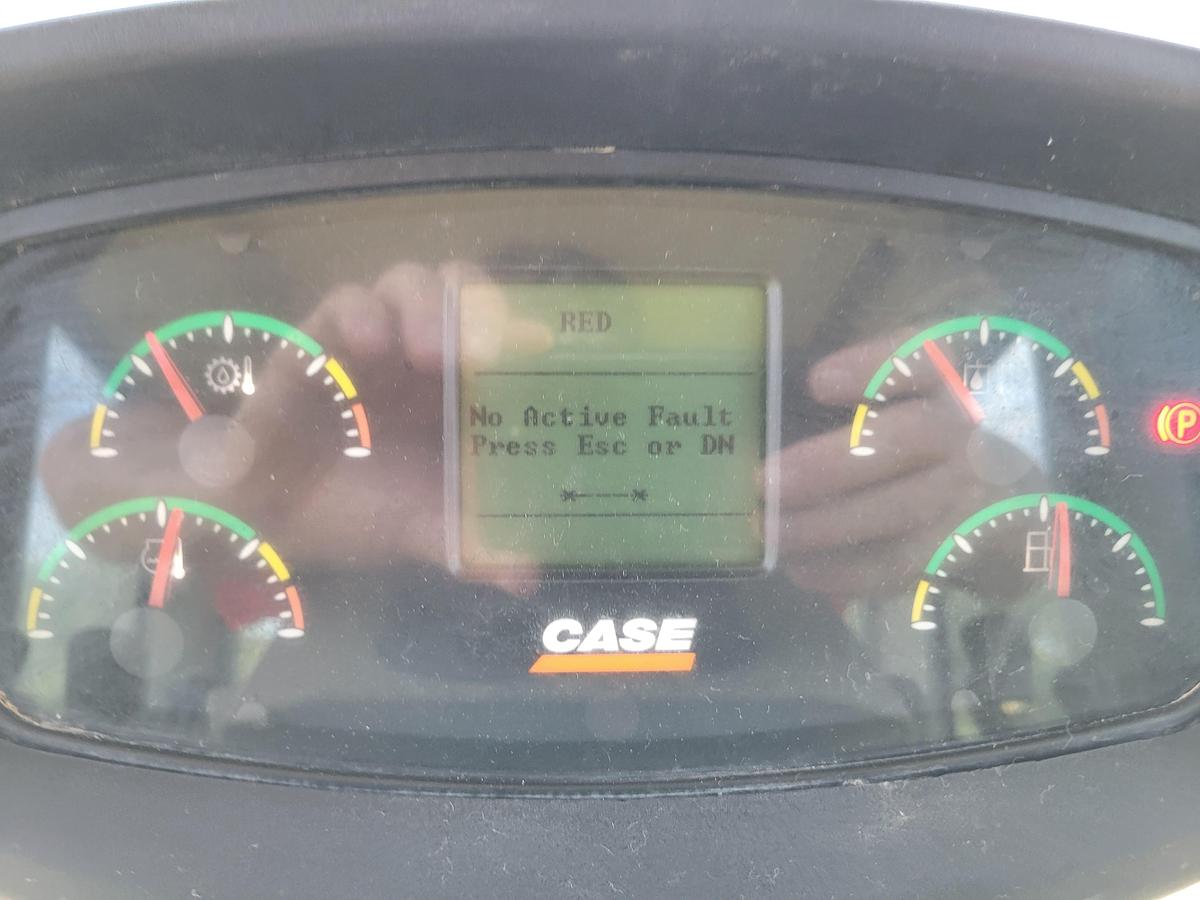 RED
No Active Fault
Press Esc or DN
CASE
P